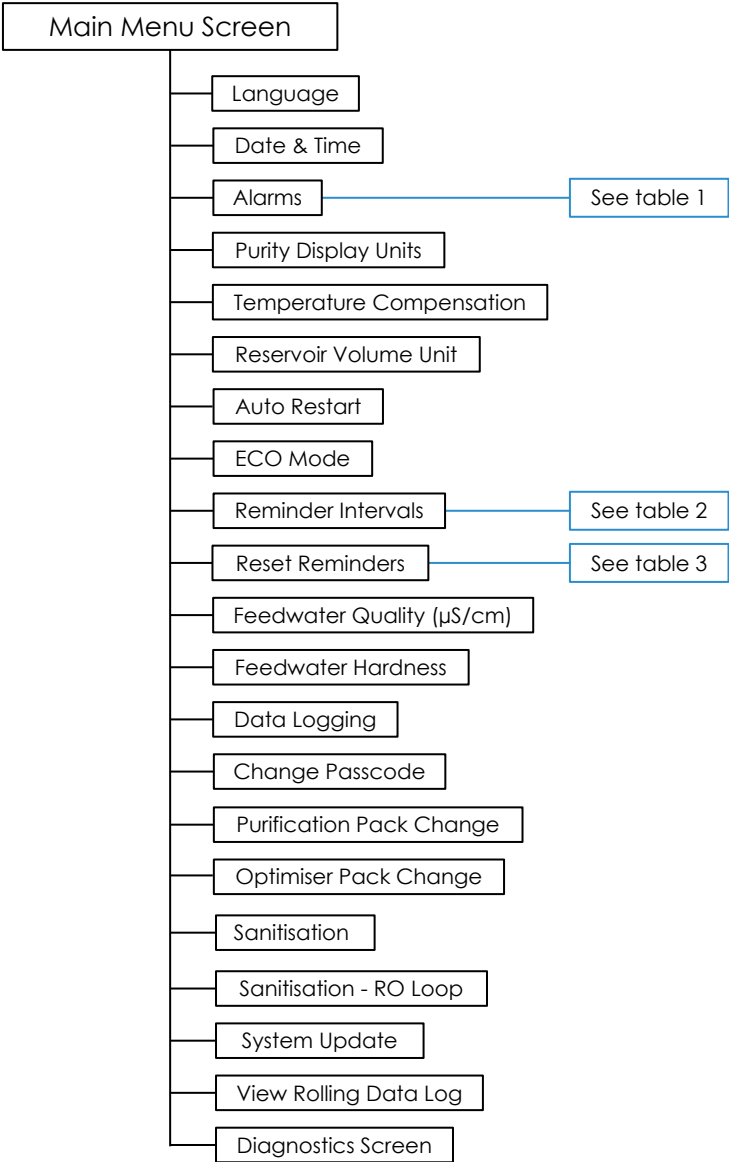 Main Menu Screen
Language
Date & Time
Alarms See table 1
Purity Display Units
Temperature Compensation
Reservoir Volume Unit
Auto Restart
ECO Mode
Reminder Intervals See table 2
Reset Reminders See table 3
Feedwater Quality (µS/cm)
Feedwater Hardness
Data Logging
Change Passcode
Purification Pack Change
Optimiser Pack Change
Sanitisation
Sanitisation - RO Loop
System Update
View Rolling Data Log
Diagnostics Screen